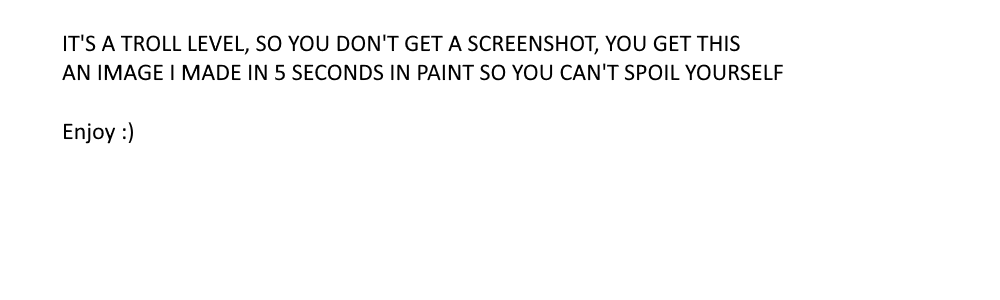 IT'S A TROLL LEVEL, SO YOU DON'T GET A SCREENSHOT, YOU GET THIS
AN IMAGE I MADE IN 5 SECONDS IN PAINT SO YOU CAN'T SPOIL YOURSELF
Enjoy :)